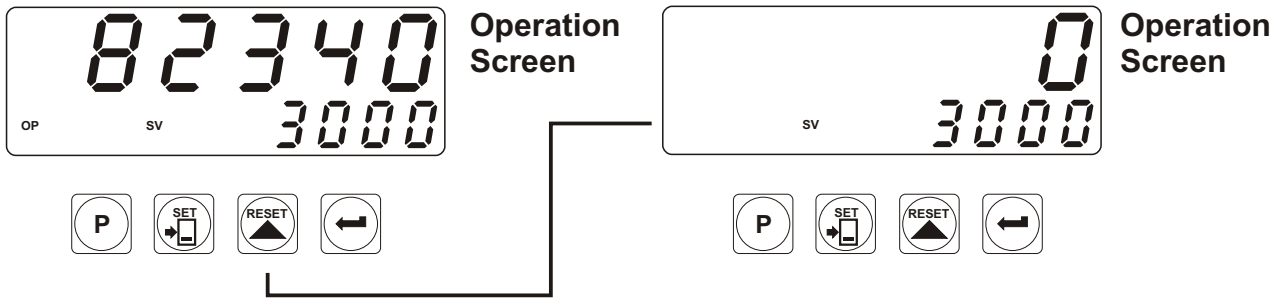 82340
Operation
Screen
OP SV 3000
P SET RESET
0
Operation
Screen
SV 3000
P SET RESET